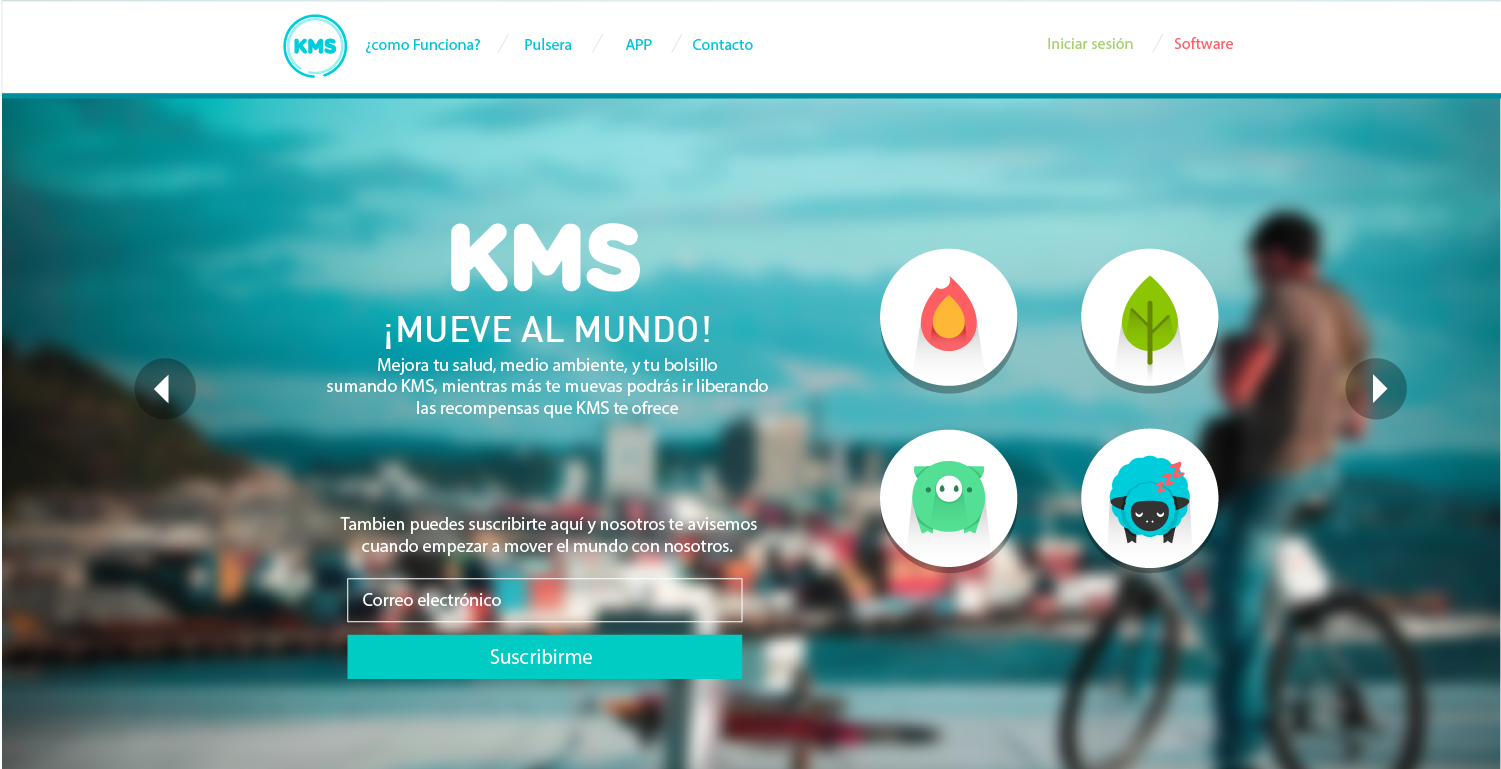 KMS
¿como Funciona? / Pulsera / APP / Contacto
Iniciar sesión / Software
KMS
¡MUEVE AL MUNDO!
Mejora tu salud, medio ambiente, y tu bolsillo
sumando KMS, mientras más te muevas podrás ir liberando
las recompensas que KMS te ofrece
zzz
Tambien puedes suscribirte aquí y nosotros te avisemos
cuando empezar a mover el mundo con nosotros.
Correo electrónico
Suscribirme